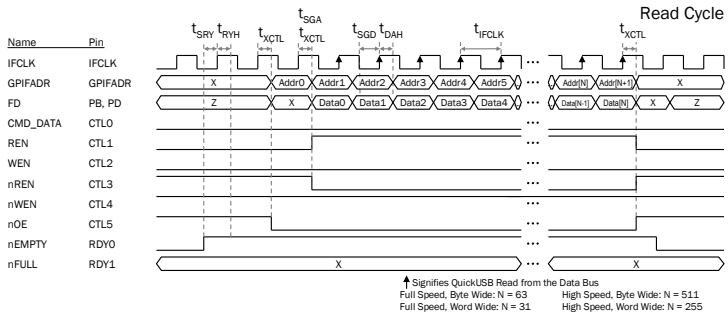 Read Cycle
tSRY tRYH tXCTL tSGA tXCTL tSGD tDAH tIFCLK tXCTL
Name Pin
IFCLK IFCLK ...
GPIFADR GPIFADR X Addr0 Addr1 Addr2 Addr3 Addr4 Addr5 ... Addr[N] Addr[N+1] X
FD PB, PD Z X Data0 Data1 Data2 Data3 Data4 ... Data[N-1] Data[N] X Z
CMD_DATA CTL0 ...
REN CTL1 ...
WEN CTL2 ...
nREN CTL3 ...
nWEN CTL4 ...
nOE CTL5 ...
nEMPTY RDY0 ...
nFULL RDY1 X ... X
Signifies QuickUSB Read from the Data Bus
Full Speed, Byte Wide: N = 63 High Speed, Byte Wide: N = 511
Full Speed, Word Wide: N = 31 High Speed, Word Wide: N = 255